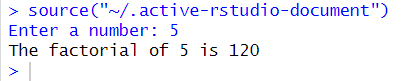 > source("~/.active-rstudio-document")
Enter a number: 5
The factorial of 5 is 120
>